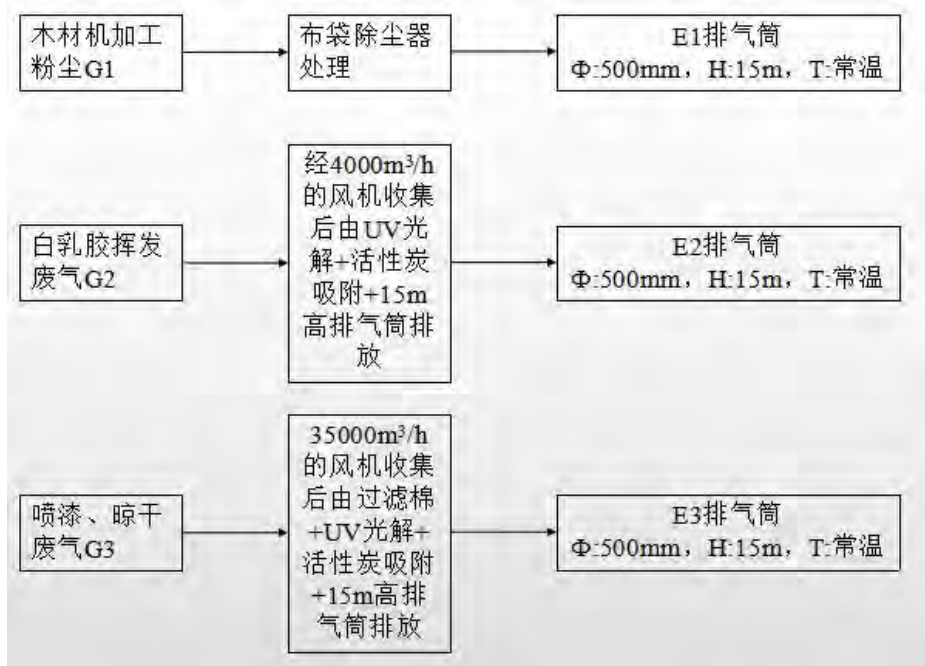 木材机加工
粉尘G1
布袋除尘器
处理
E1排气筒
Φ:500mm，H:15m，T:常温
白乳胶挥发
废气G2
经4000m³/h
的风机收集
后由UV光
解+活性炭
吸附+15m
高排气筒排
放
E2排气筒
Φ:500mm，H:15m，T:常温
喷漆、晾干
废气G3
35000m³/h
的风机收集
后由过滤棉
+UV光解+
活性炭吸附
+15m高排
气筒排放
E3排气筒
Φ:500mm，H:15m，T:常温